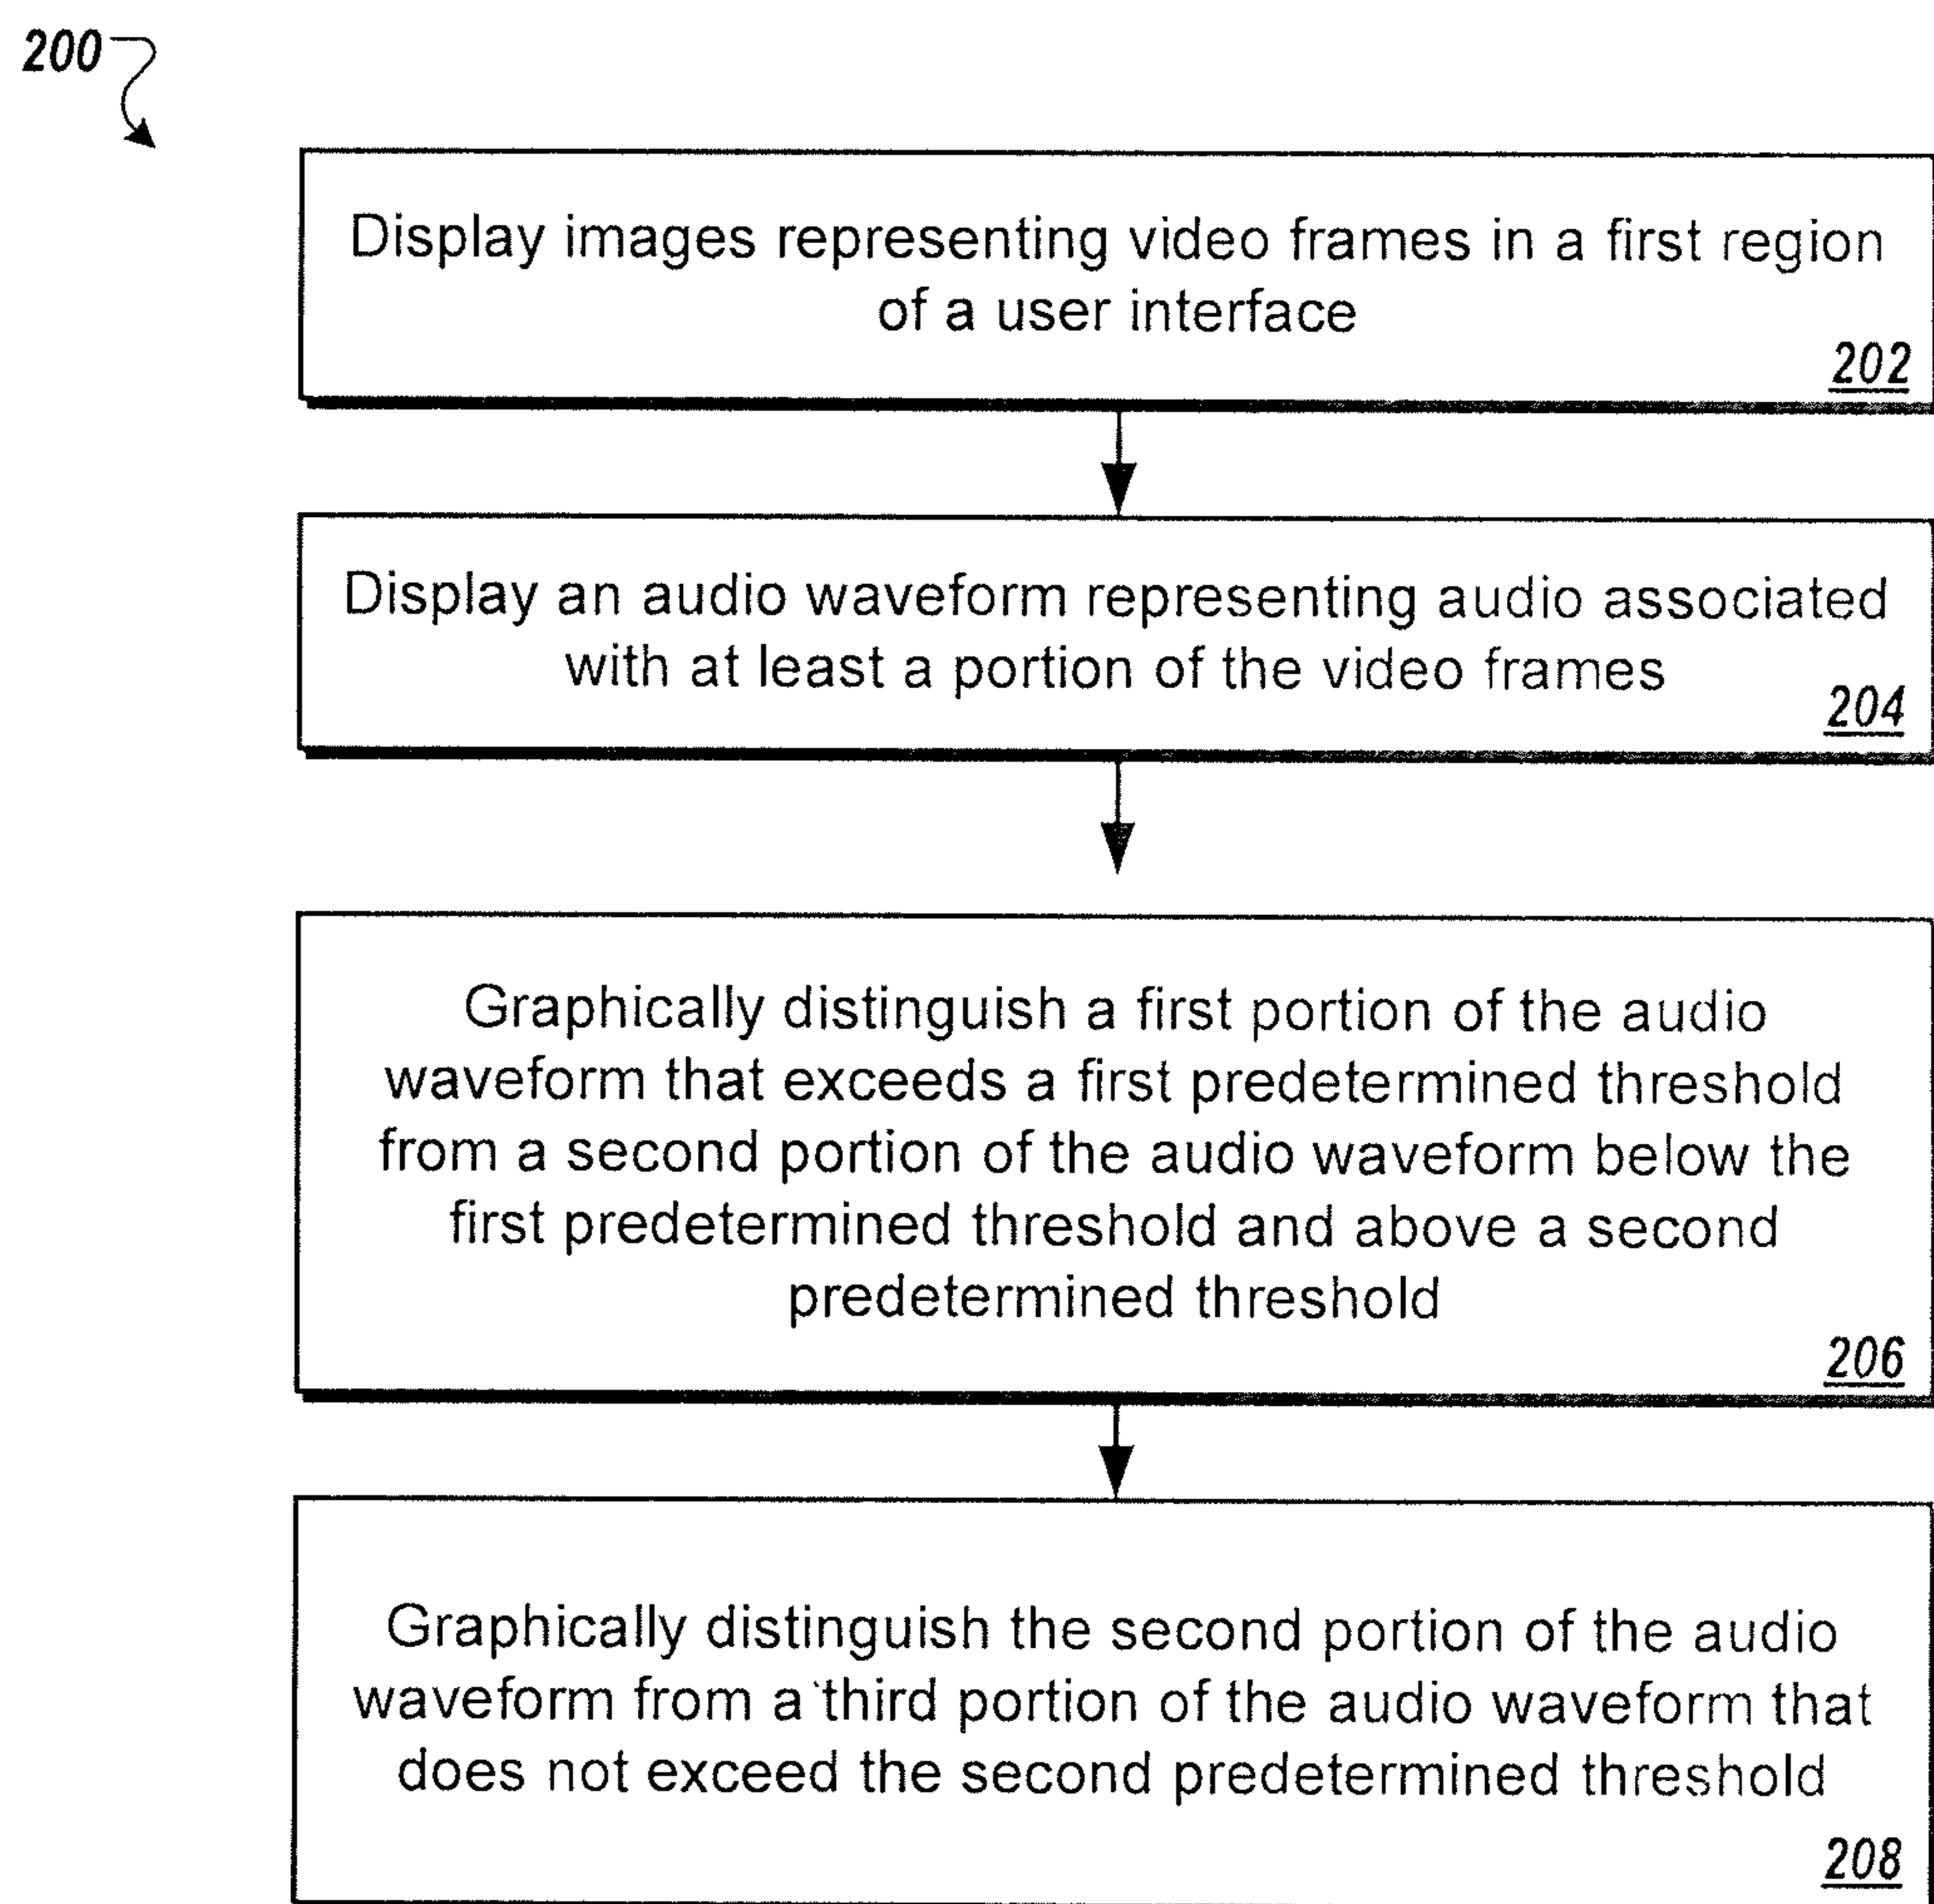 200
Display images representing video frames in a first region
of a user interface
202
Display an audio waveform representing audio associated
with at least a portion of the video frames
204
Graphically distinguish a first portion of the audio
waveform that exceeds a first predetermined threshold
from a second portion of the audio waveform below the
first predetermined threshold and above a second
predetermined threshold
206
Graphically distinguish the second portion of the audio
waveform from a third portion of the audio waveform that
does not exceed the second predetermined threshold
208